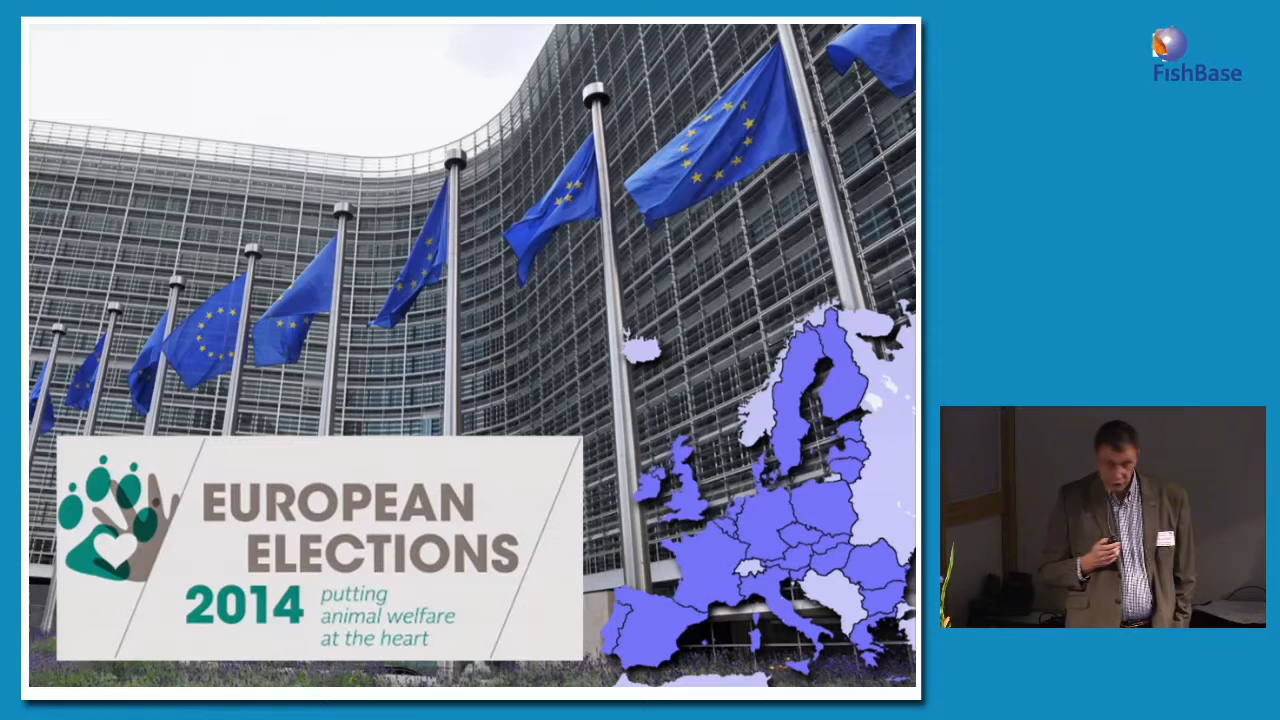 FishBase
EUROPEAN
ELECTIONS
2014 putting
animal welfare
at the heart